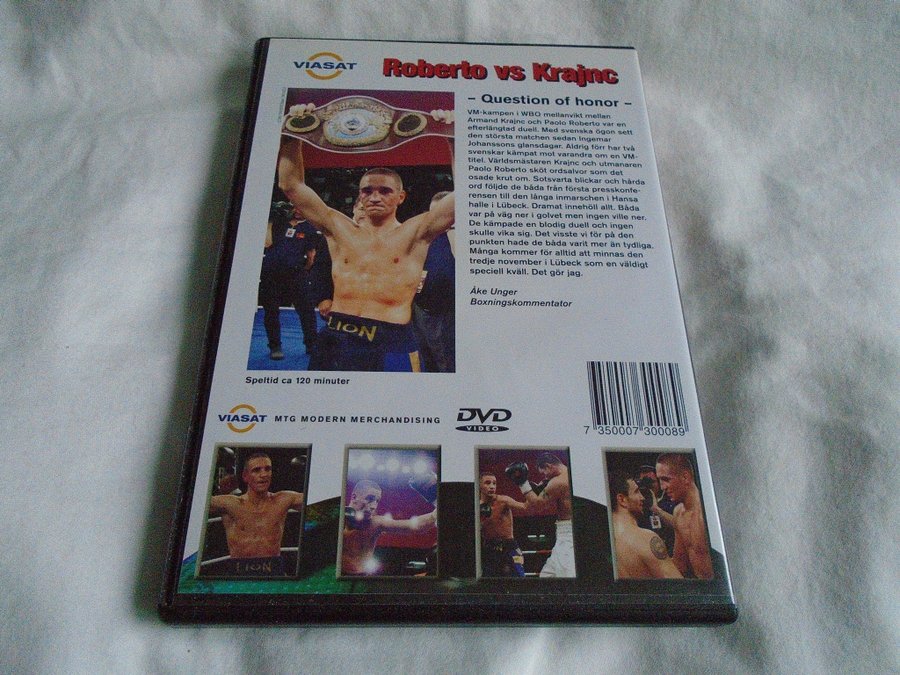 VIASAT
Roberto vs Krajnc
– Question of honor –
VM-kampen i WBO mellanvikt mellan
Armand Krajnc och Paolo Roberto var en
efterlängtad duell. Med svenska ögon sett
den största matchen sedan Ingemar
Johanssons glansdagar. Aldrig förr har två
svenskar kämpat mot varandra om en VM-
titel. Världsmästaren Krajnc och utmanaren
Paolo Roberto sköt ordsalvor som det
osade krut om. Sotsvarta blickar och hårda
ord följde de båda från första presskonfe-
rensen till den långa inmarschen i Hansa
halle i Lübeck. Dramat innehöll allt. Båda
var på väg ner i golvet men ingen ville ner.
De kämpade en blodig duell och ingen
skulle vika sig. Det visste vi för på den
punkten hade de båda varit mer än tydliga.
Många kommer för alltid att minnas den
tredje november i Lübeck som en väldigt
speciell kväll. Det gör jag.
Åke Unger
Boxningskommentator
LION
Speltid ca 120 minuter
VIASAT MTG MODERN MERCHANDISING DVD
VIDEO
7 350007 300089
LION